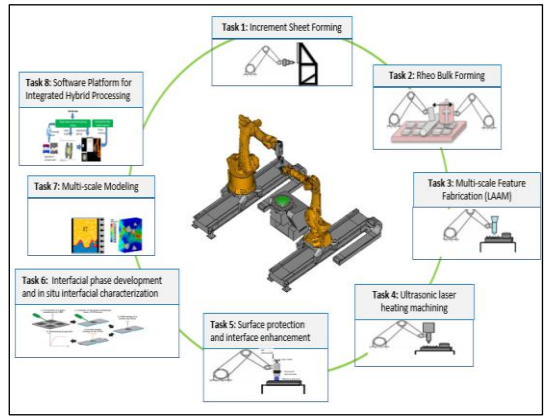 Task 1: Increment Sheet Forming
Task 2: Rheo Bulk Forming
Task 3: Multi-scale Feature
Fabrication (LAAM)
Task 4: Ultrasonic laser
heating machining
Task 5: Surface protection
and interface enhancement
Task 6: Interfacial phase development
and in situ interfacial characterization
Task 7: Multi-scale Modeling
Task 8: Software Platform for
Integrated Hybrid Processing